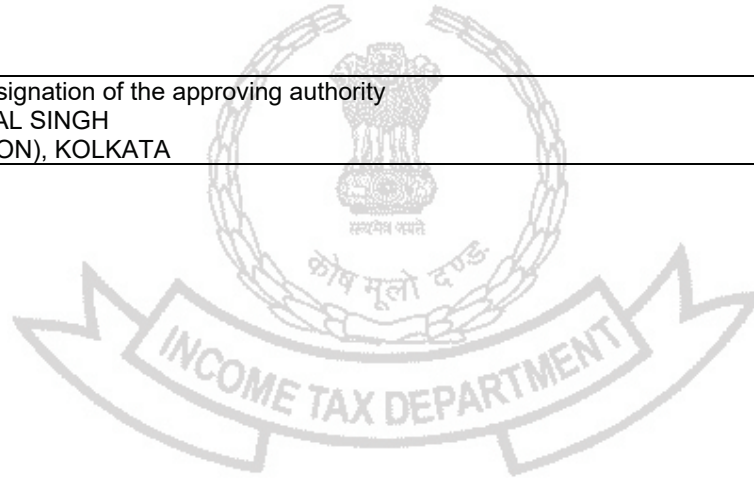 signation of the approving authority
AL SINGH
ON), KOLKATA
सत्यमेव जयते
कोष मूलो दण्डः
INCOME TAX DEPARTMENT